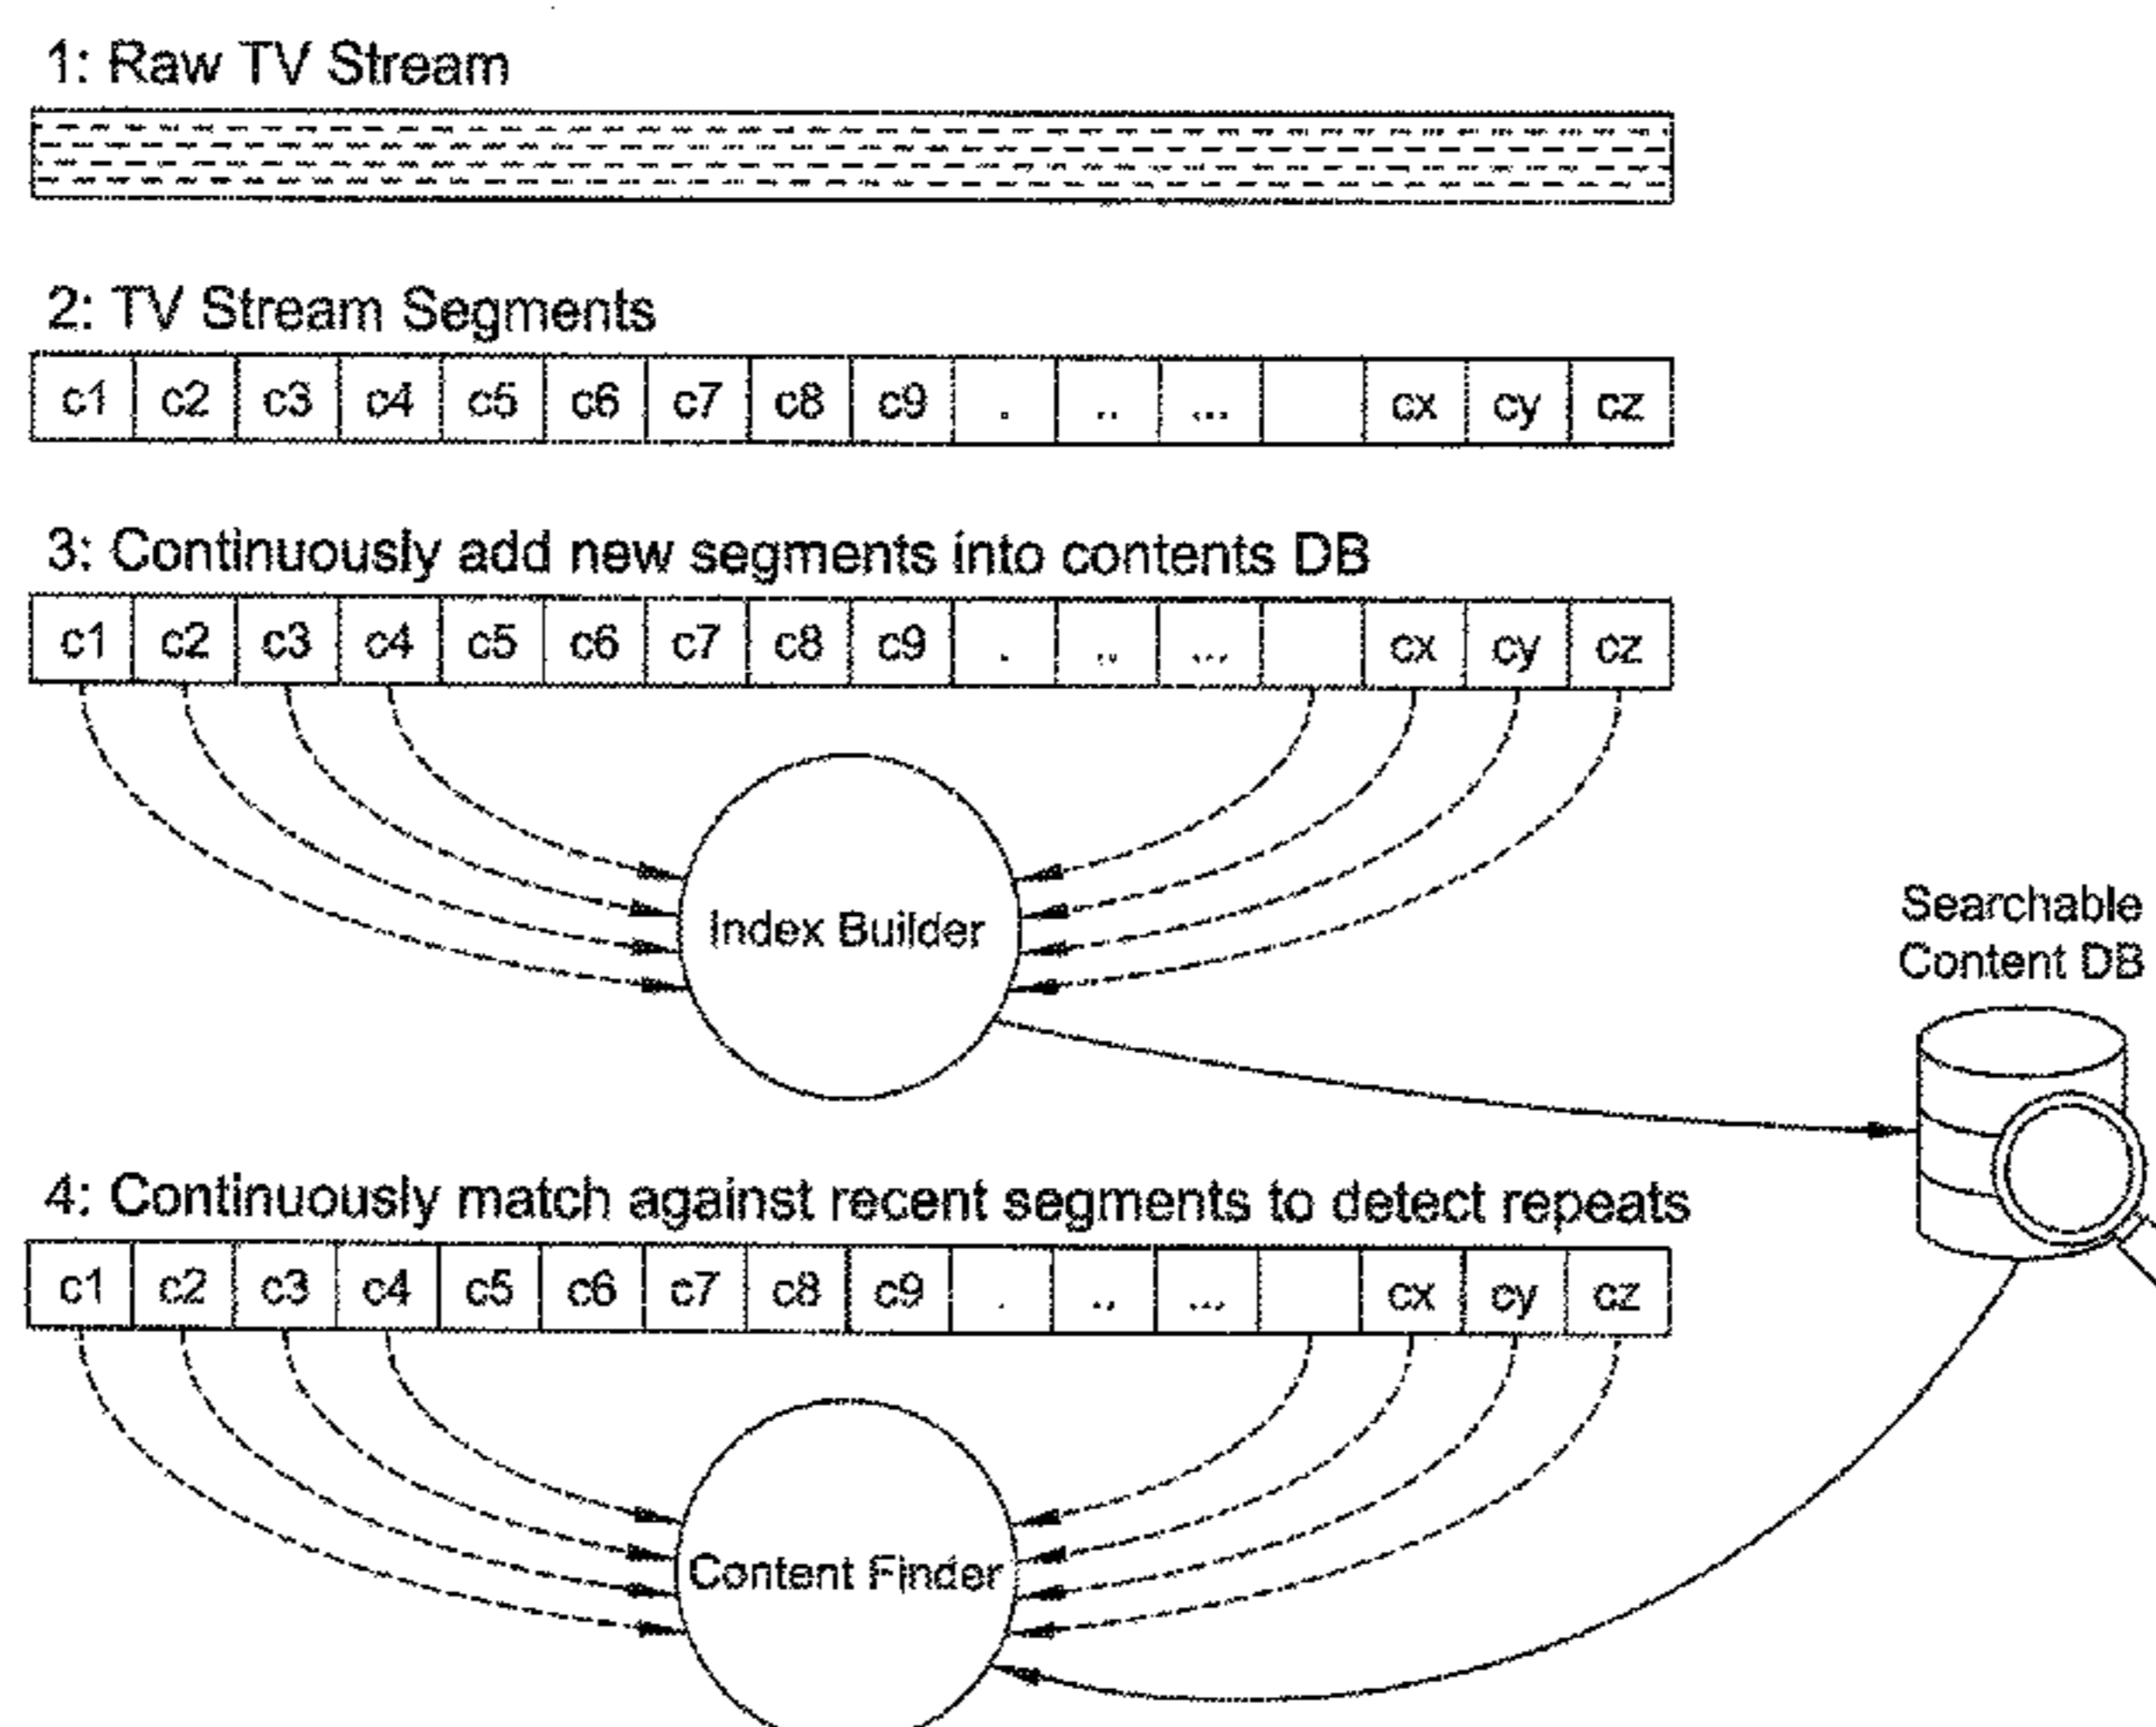 1: Raw TV Stream
2: TV Stream Segments
c1 c2 c3 c4 c5 c6 c7 c8 c9 . .. ... cx cy cz
3: Continuously add new segments into contents DB
c1 c2 c3 c4 c5 c6 c7 c8 c9 . .. ... cx cy cz
Index Builder
Searchable
Content DB
4: Continuously match against recent segments to detect repeats
c1 c2 c3 c4 c5 c6 c7 c8 c9 . .. ... cx cy cz
Content Finder